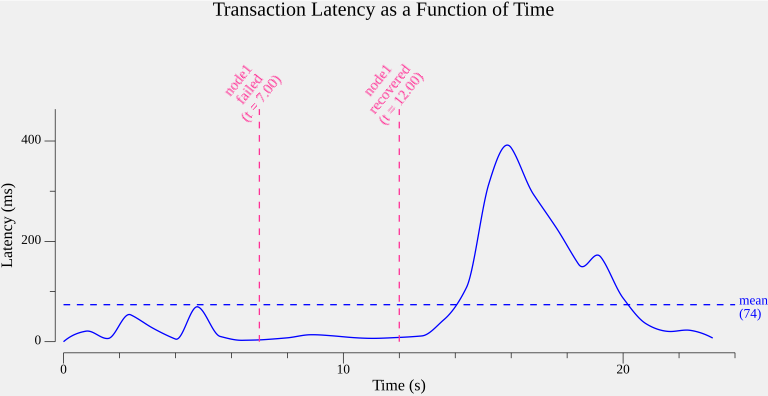 Transaction Latency as a Function of Time
node1
failed
(t = 7.00)
node1
recovered
(t = 12.00)
Latency (ms)
400
200
0
mean
(74)
0
10
20
Time (s)